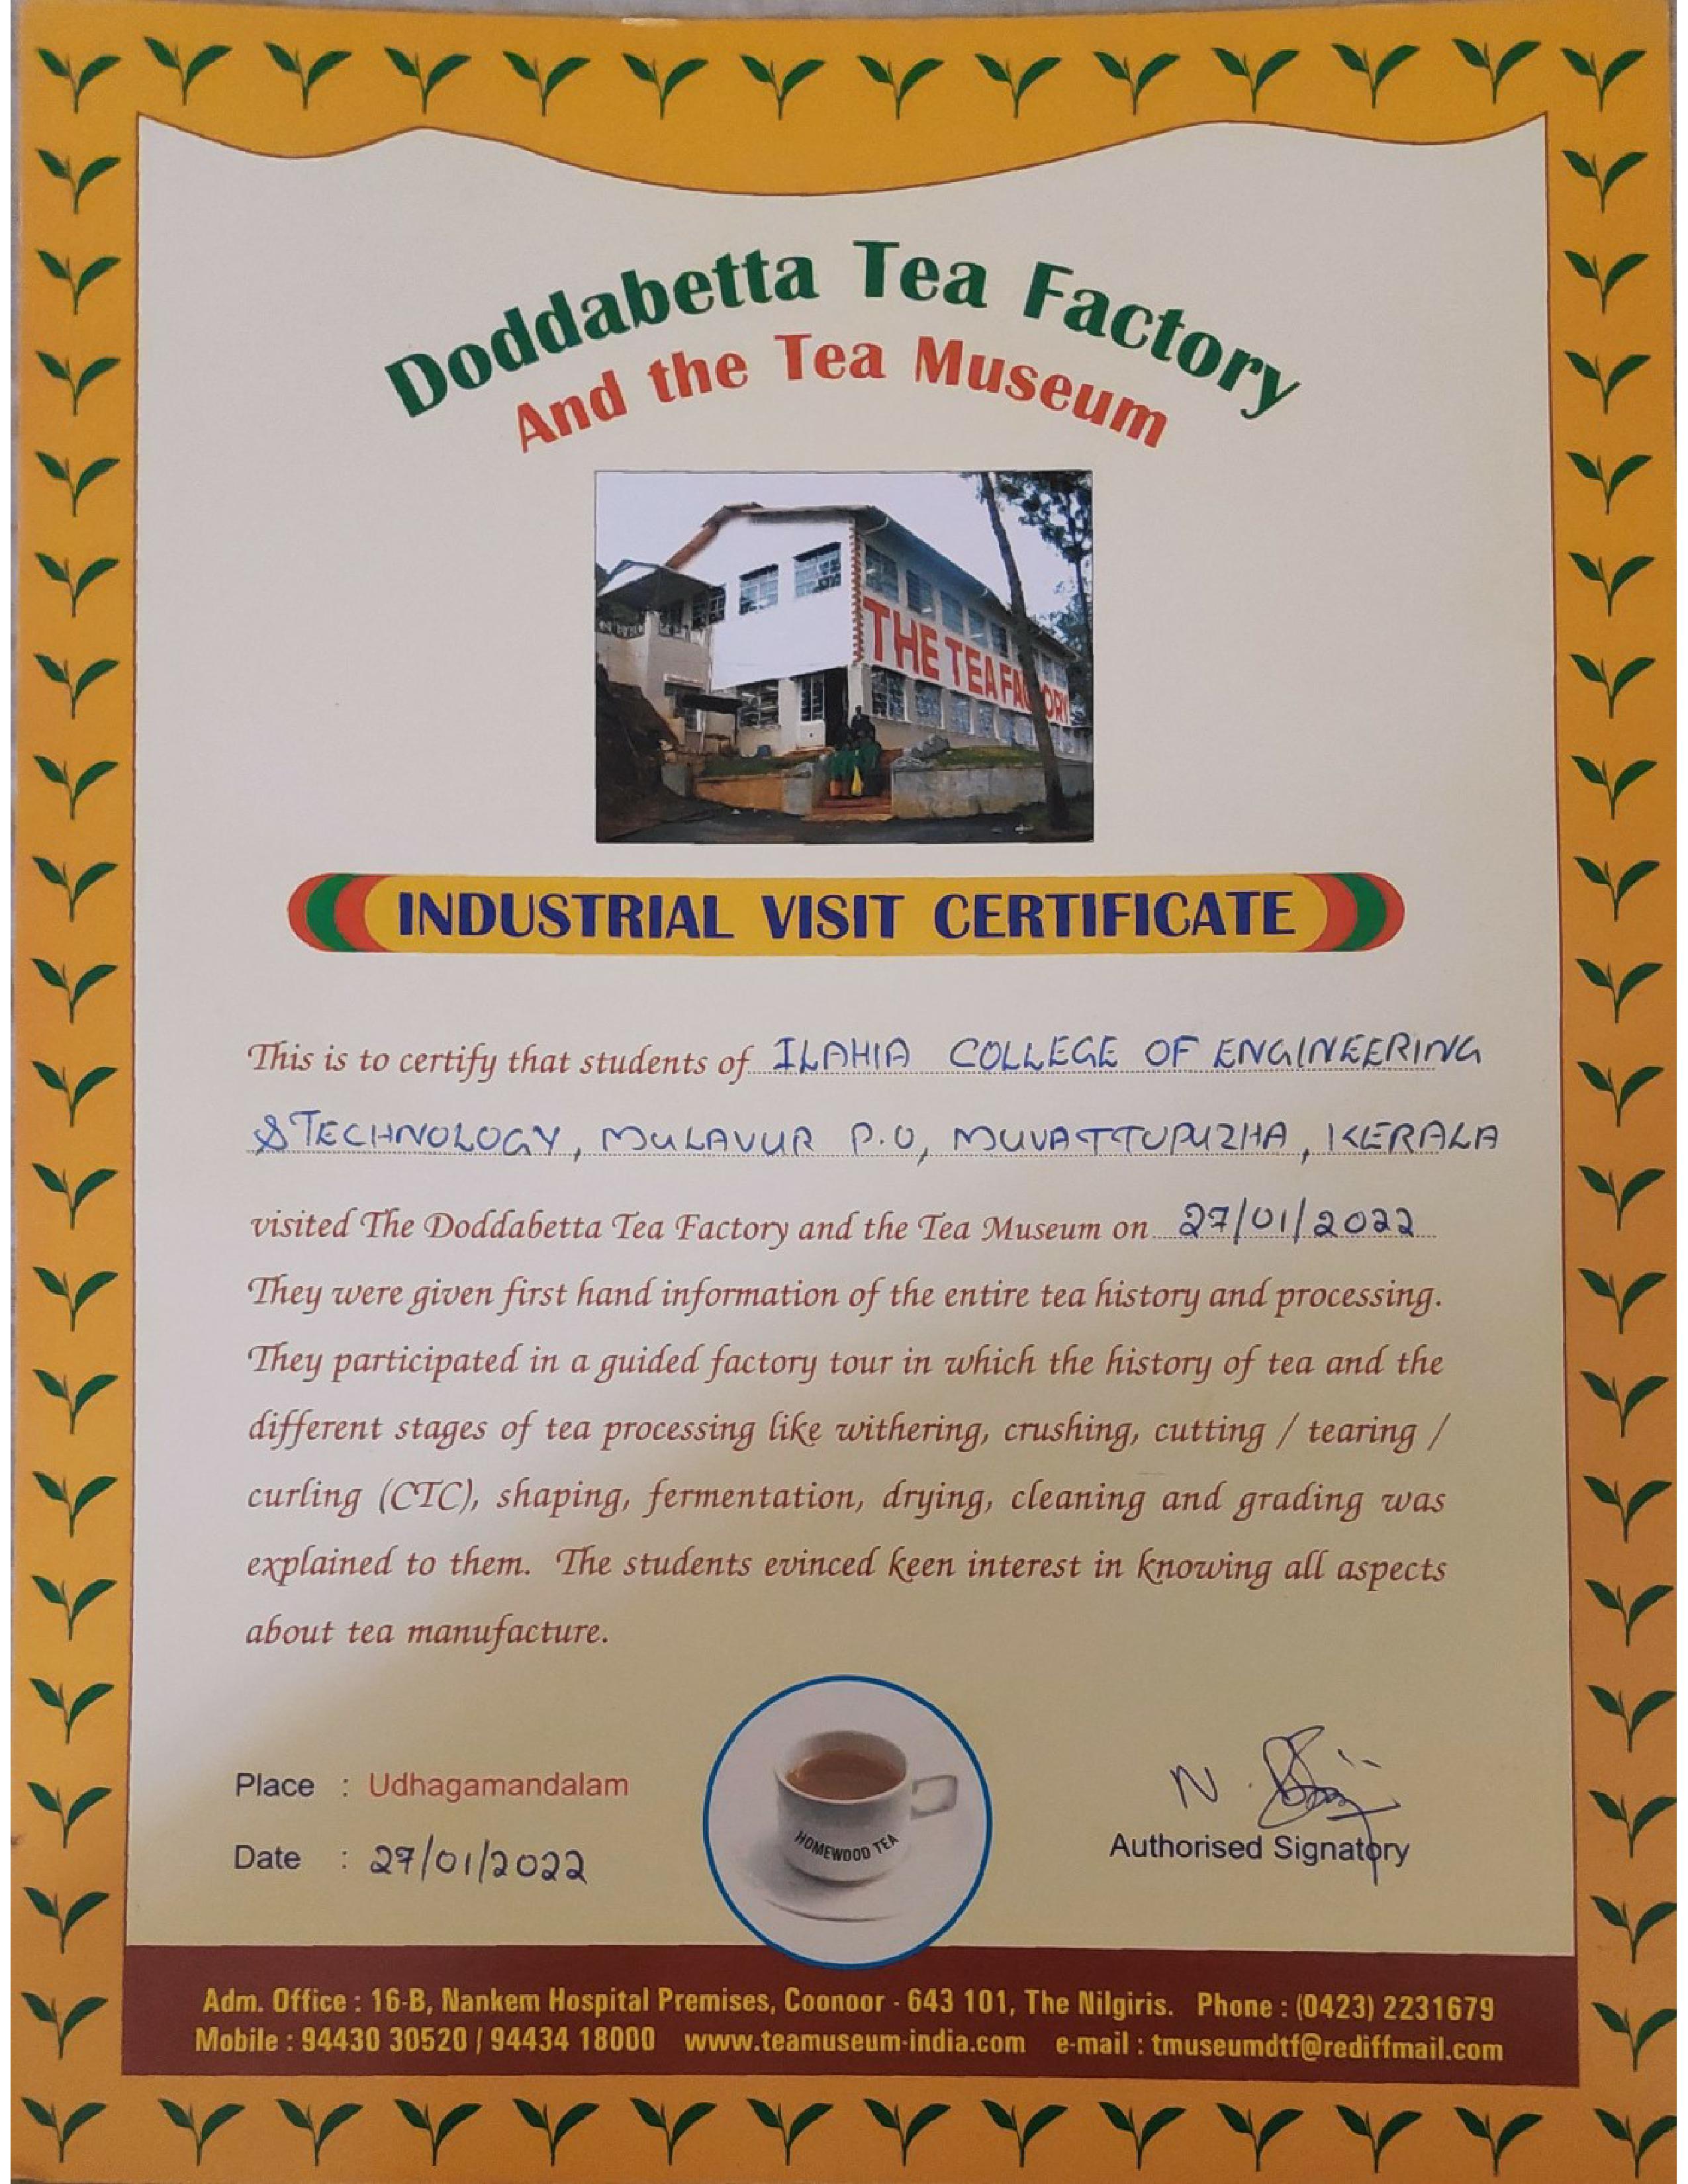 Doddabetta Tea Factory
And the Tea Museum
THE TEA FACTORY
INDUSTRIAL VISIT CERTIFICATE
This is to certify that students of ILAHIA COLLEGE OF ENGINEERING
& TECHNOLOGY, MULAVUR P.O, MUVATTUPUZHA, KERALA
visited The Doddabetta Tea Factory and the Tea Museum on 27/01/2022
They were given first hand information of the entire tea history and processing.
They participated in a guided factory tour in which the history of tea and the
different stages of tea processing like withering, crushing, cutting / tearing /
curling (CTC), shaping, fermentation, drying, cleaning and grading was
explained to them. The students evinced keen interest in knowing all aspects
about tea manufacture.
Place : Udhagamandalam
Date : 27/01/2022
HOMEWOOD TEA
N.
Authorised Signatory
Adm. Office : 16-B, Nankem Hospital Premises, Coonoor - 643 101, The Nilgiris. Phone : (0423) 2231679
Mobile : 94430 30520 / 94434 18000 www.teamuseum-india.com e-mail : tmuseumdtf@rediffmail.com